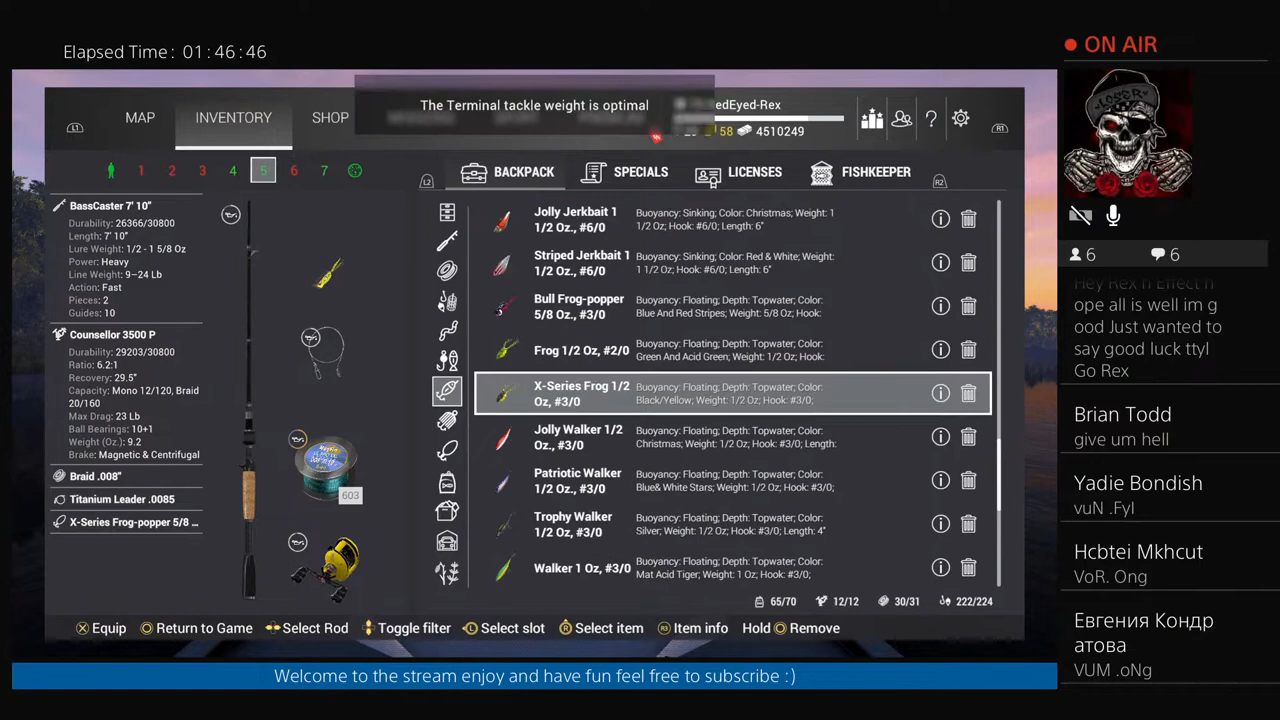 Elapsed Time: 01:46:46
ON AIR
The Terminal tackle weight is optimal
MAP
INVENTORY
SHOP
edEyed-Rex
58
4510249
L1
R1
1 2 3 4 5 6 7
L2
BACKPACK
SPECIALS
LICENSES
FISHKEEPER
R2
BassCaster 7' 10"
Durability: 26366/30800
Length: 7' 10"
Lure Weight: 1/2 - 1 5/8 Oz
Power: Heavy
Line Weight: 9–24 Lb
Action: Fast
Pieces: 2
Guides: 10
Counsellor 3500 P
Durability: 29203/30800
Ratio: 6.2:1
Recovery: 29.5"
Capacity: Mono 12/120, Braid
20/160
Max Drag: 23 Lb
Ball Bearings: 10+1
Weight (Oz.): 9.2
Brake: Magnetic & Centrifugal
Braid .008"
Titanium Leader .0085
X-Series Frog-popper 5/8 ...
603
Jolly Jerkbait 1
1/2 Oz., #6/0
Buoyancy: Sinking; Color: Christmas; Weight: 1
1/2 Oz; Hook: #6/0; Length: 6"
Striped Jerkbait 1
1/2 Oz., #6/0
Buoyancy: Sinking; Color: Red & White; Weight:
1 1/2 Oz; Hook: #6/0; Length: 6"
Bull Frog-popper
5/8 Oz., #3/0
Buoyancy: Floating; Depth: Topwater; Color:
Blue And Red Stripes; Weight: 5/8 Oz; Hook:
Frog 1/2 Oz, #2/0
Buoyancy: Floating; Depth: Topwater; Color:
Green And Acid Green; Weight: 1/2 Oz; Hook:
X-Series Frog 1/2
Oz, #3/0
Buoyancy: Floating; Depth: Topwater; Color:
Black/Yellow; Weight: 1/2 Oz; Hook: #3/0;
Jolly Walker 1/2
Oz., #3/0
Buoyancy: Floating; Depth: Topwater; Color:
Christmas; Weight: 1/2 Oz; Hook: #3/0; Length:
Patriotic Walker
1/2 Oz., #3/0
Buoyancy: Floating; Depth: Topwater; Color:
Blue& White Stars; Weight: 1/2 Oz; Hook: #3/0;
Trophy Walker
1/2 Oz., #3/0
Buoyancy: Floating; Depth: Topwater; Color:
Silver; Weight: 1/2 Oz; Hook: #3/0; Length: 4"
Walker 1 Oz, #3/0
Buoyancy: Floating; Depth: Topwater; Color:
Mat Acid Tiger; Weight: 1 Oz; Hook: #3/0;
65/70 12/12 30/31 222/224
Equip Return to Game Select Rod Toggle filter Select slot Select item Item info Hold Remove
Welcome to the stream enjoy and have fun feel free to subscribe :)
LOSER
6 6
Hey Rex n Effect h
ope all is well im g
ood Just wanted to
say good luck ttyl
Go Rex
Brian Todd
give um hell
Yadie Bondish
vuN .Fyl
Hcbtei Mkhcut
VoR. Ong
Евгения Кондр
атова
VUM .oNg